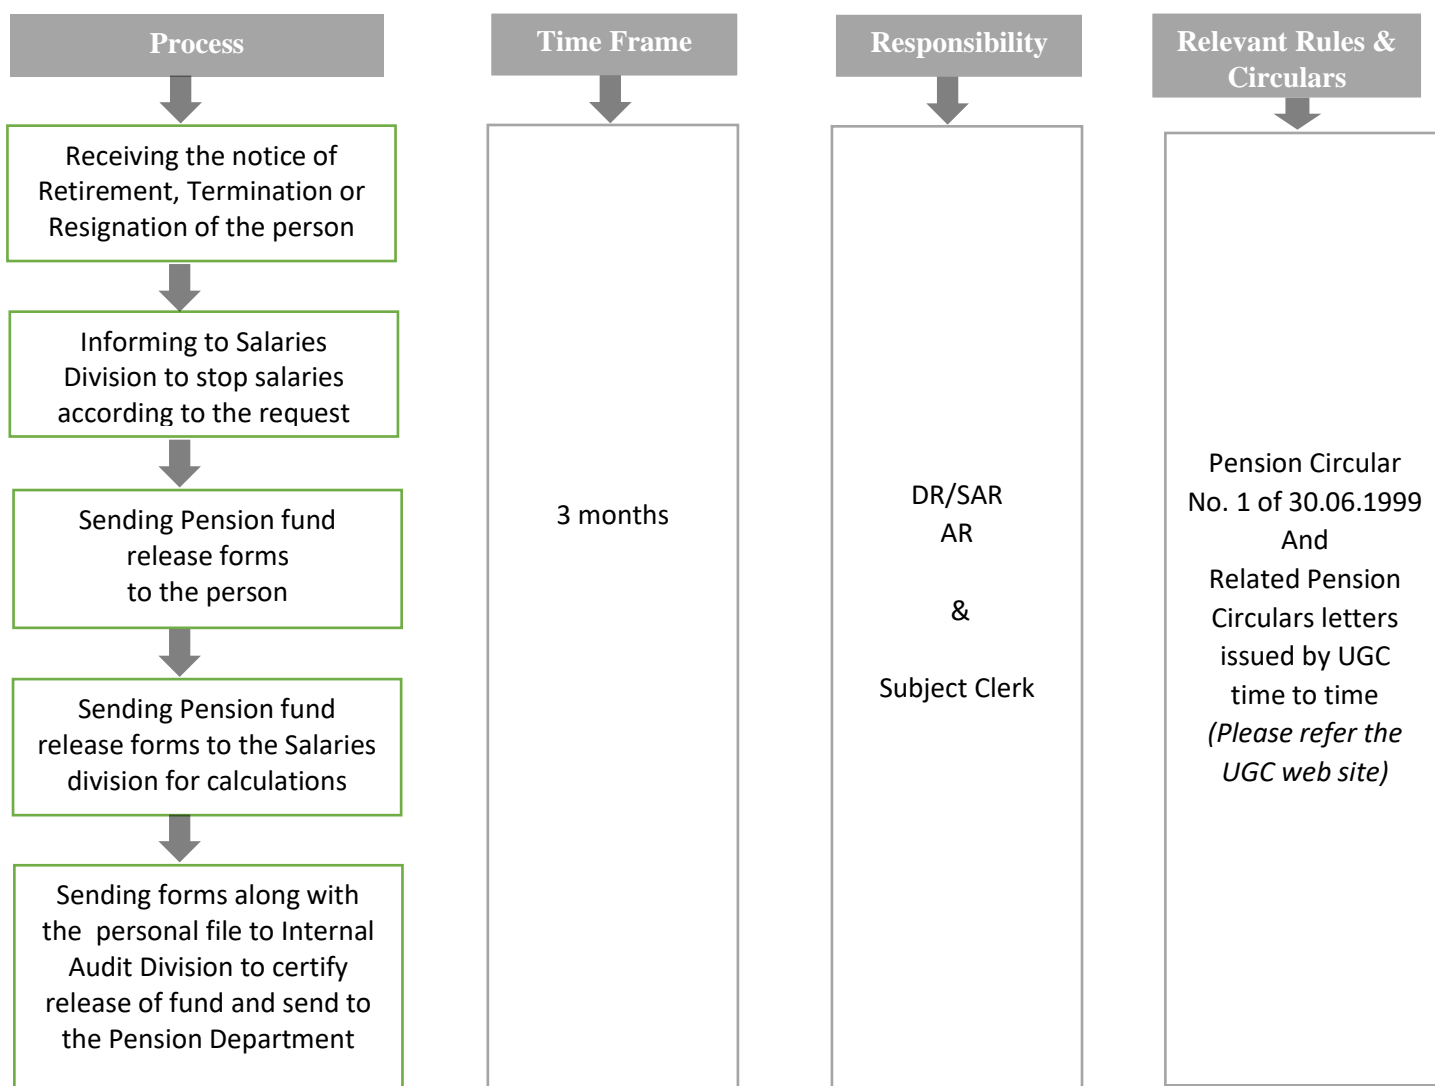 Process
Receiving the notice of
Retirement, Termination or
Resignation of the person
Informing to Salaries
Division to stop salaries
according to the request
Sending Pension fund
release forms
to the person
Sending Pension fund
release forms to the Salaries
division for calculations
Sending forms along with
the personal file to Internal
Audit Division to certify
release of fund and send to
the Pension Department
Time Frame
3 months
Responsibility
DR/SAR
AR
&
Subject Clerk
Relevant Rules &
Circulars
Pension Circular
No. 1 of 30.06.1999
And
Related Pension
Circulars letters
issued by UGC
time to time
(Please refer the
UGC web site)